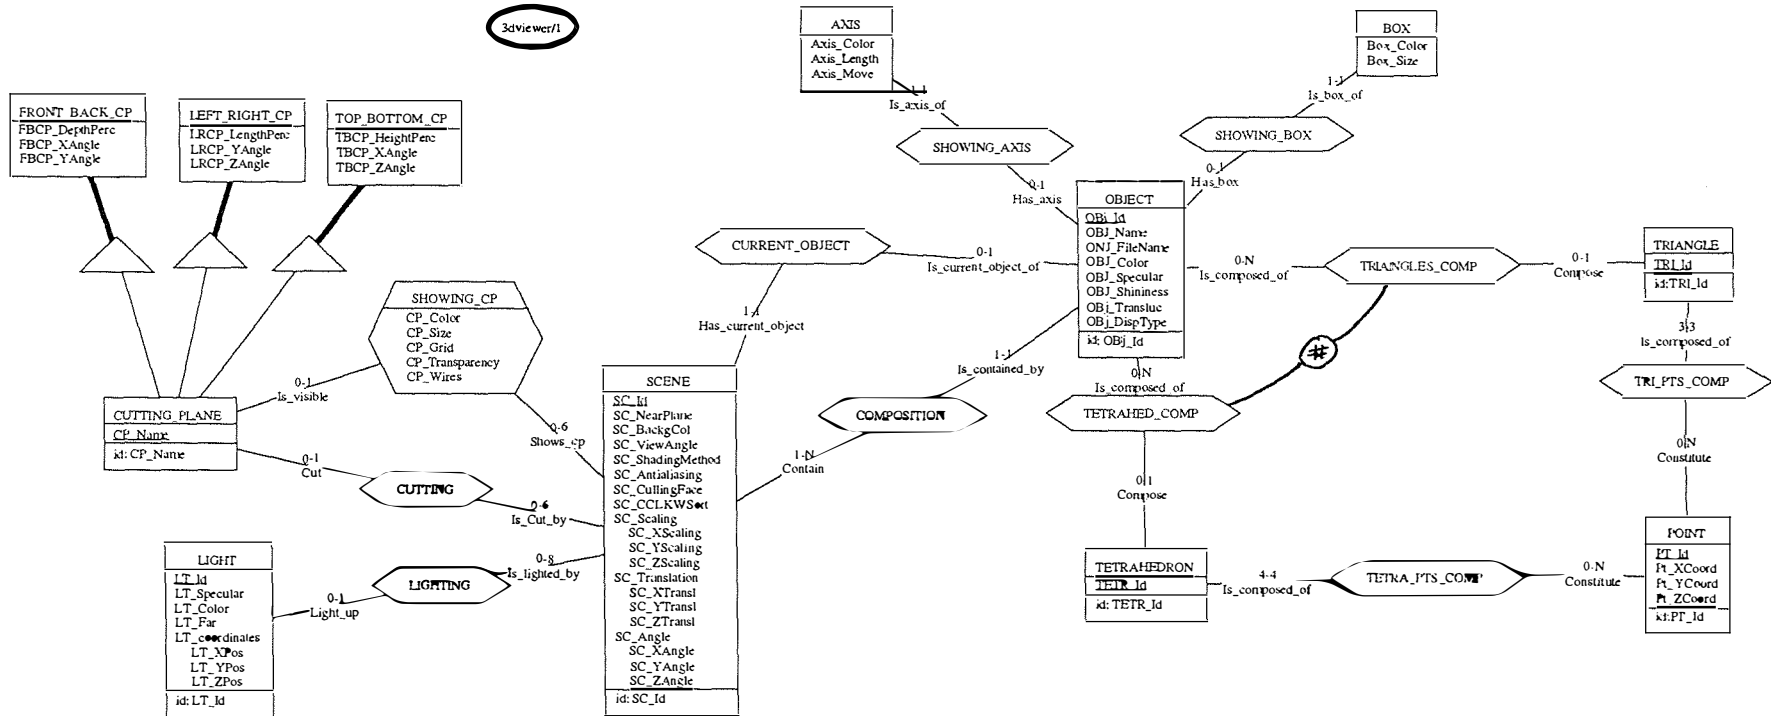 3dviewer/1
AXIS
Axis_Color
Axis_Length
Axis_Move
1-1
Is_axis_of
SHOWING_AXIS
0-1
Has_axis
BOX
Box_Color
Box_Size
1-1
Is_box_of
SHOWING_BOX
0-1
Has_box
FRONT_BACK_CP
FBCP_DepthPerc
FBCP_XAngle
FBCP_YAngle
LEFT_RIGHT_CP
LRCP_LengthPerc
LRCP_YAngle
LRCP_ZAngle
TOP_BOTTOM_CP
TBCP_HeightPerc
TBCP_XAngle
TBCP_ZAngle
OBJECT
OBj_Id
OBJ_Name
ONJ_FileName
OBJ_Color
OBJ_Specular
OBJ_Shininess
OBj_Transluc
OBj_DispType
id: OBj_Id
CURRENT_OBJECT
0-1
Is_current_object_of
1-1
Has_current_object
0-N
Is_composed_of
TRIANGLES_COMP
0-1
Compose
TRIANGLE
TRI_Id
id:TRI_Id
3-3
Is_composed_of
TRI_PTS_COMP
0-N
Constitute
SHOWING_CP
CP_Color
CP_Size
CP_Grid
CP_Transparency
CP_Wires
0-1
Is_visible
0-6
Shows_cp
CUTTING_PLANE
CP_Name
id: CP_Name
0-1
Cut
CUTTING
0-6
Is_Cut_by
SCENE
SC_Id
SC_NearPlane
SC_BackgCol
SC_ViewAngle
SC_ShadingMethod
SC_Antialiasing
SC_CullingFace
SC_CCLKWSort
SC_Scaling
SC_XScaling
SC_YScaling
SC_ZScaling
SC_Translation
SC_XTransl
SC_YTransl
SC_ZTransl
SC_Angle
SC_XAngle
SC_YAngle
SC_ZAngle
id: SC_Id
1-1
Is_contained_by
COMPOSITION
1-N
Contain
#
0-N
Is_composed_of
TETRAHED_COMP
0-1
Compose
TETRAHEDRON
TETR_Id
id: TETR_Id
4-4
Is_composed_of
TETRA_PTS_COMP
0-N
Constitute
POINT
PT_Id
Pt_XCoord
Pt_YCoord
Pt_ZCoord
id:PT_Id
LIGHT
LT_Id
LT_Specular
LT_Color
LT_Far
LT_coordinates
LT_XPos
LT_YPos
LT_ZPos
id: LT_Id
0-1
Light_up
LIGHTING
0-8
Is_lighted_by